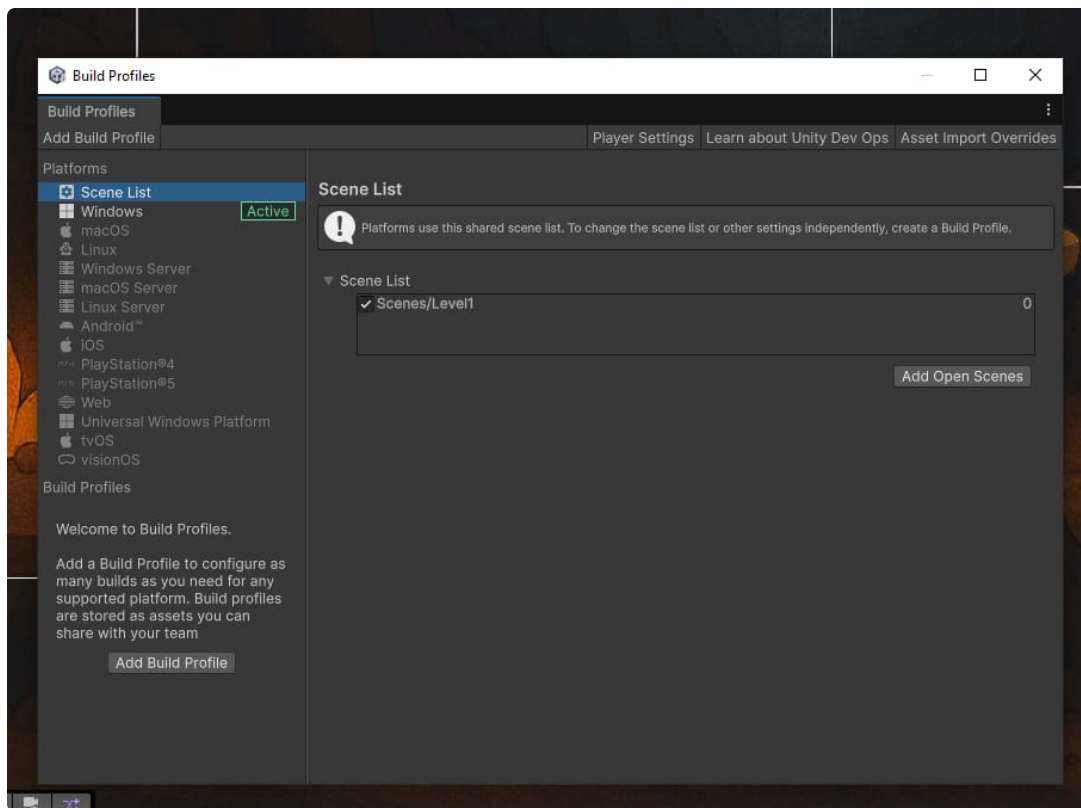 Build Profiles
Build Profiles
Add Build Profile
Player Settings
Learn about Unity Dev Ops
Asset Import Overrides
Platforms
Scene List
Windows
Active
macOS
Linux
Windows Server
macOS Server
Linux Server
Android™
iOS
PlayStation®4
PlayStation®5
Web
Universal Windows Platform
tvOS
visionOS
Build Profiles
Welcome to Build Profiles.
Add a Build Profile to configure as
many builds as you need for any
supported platform. Build profiles
are stored as assets you can
share with your team
Add Build Profile
Scene List
Platforms use this shared scene list. To change the scene list or other settings independently, create a Build Profile.
Scene List
Scenes/Level1 0
Add Open Scenes